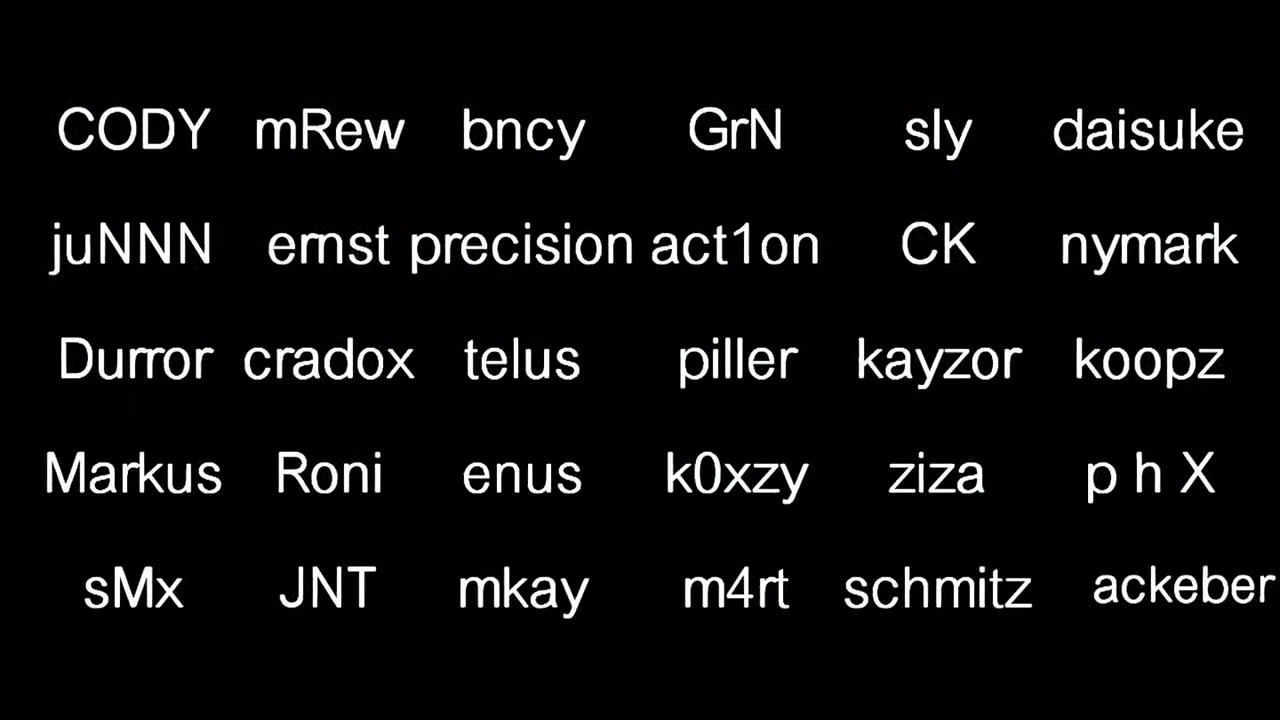 CODY mRew bncy GrN sly daisuke
juNNN ernst precision act1on CK nymark
Durror cradox telus piller kayzor koopz
Markus Roni enus k0xzy ziza p h X
sMx JNT mkay m4rt schmitz ackeber